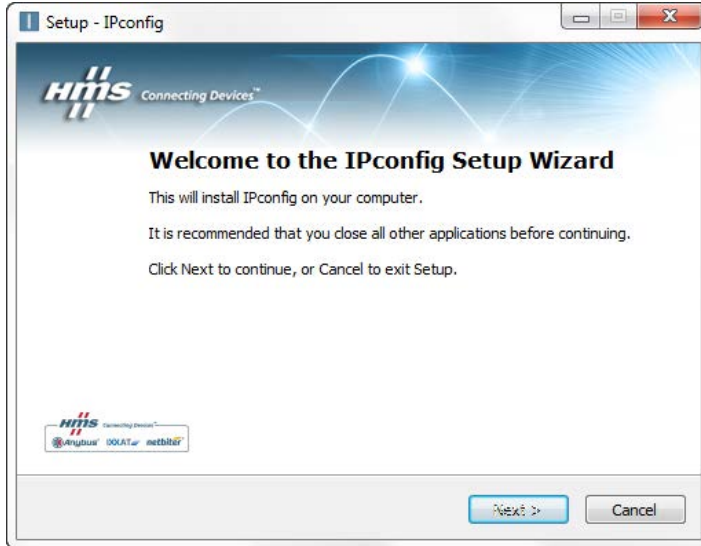 Setup - IPconfig
HMS Connecting Devices™
Welcome to the IPconfig Setup Wizard
This will install IPconfig on your computer.
It is recommended that you close all other applications before continuing.
Click Next to continue, or Cancel to exit Setup.
HMS Connecting Devices™
Anybus® IXXAT® netbiter®
Next >
Cancel